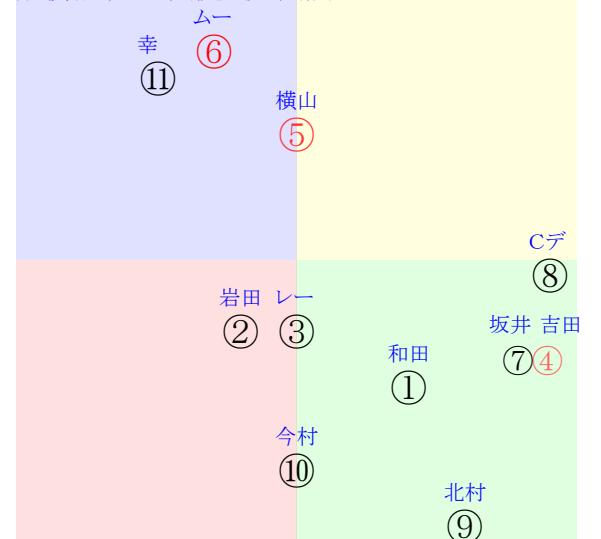 ムー
⑥
幸
⑪
横山
⑤
Cデ
⑧
岩田 レー
② ③
坂井 吉田
⑦④
和田
①
今村
⑩
北村
⑨